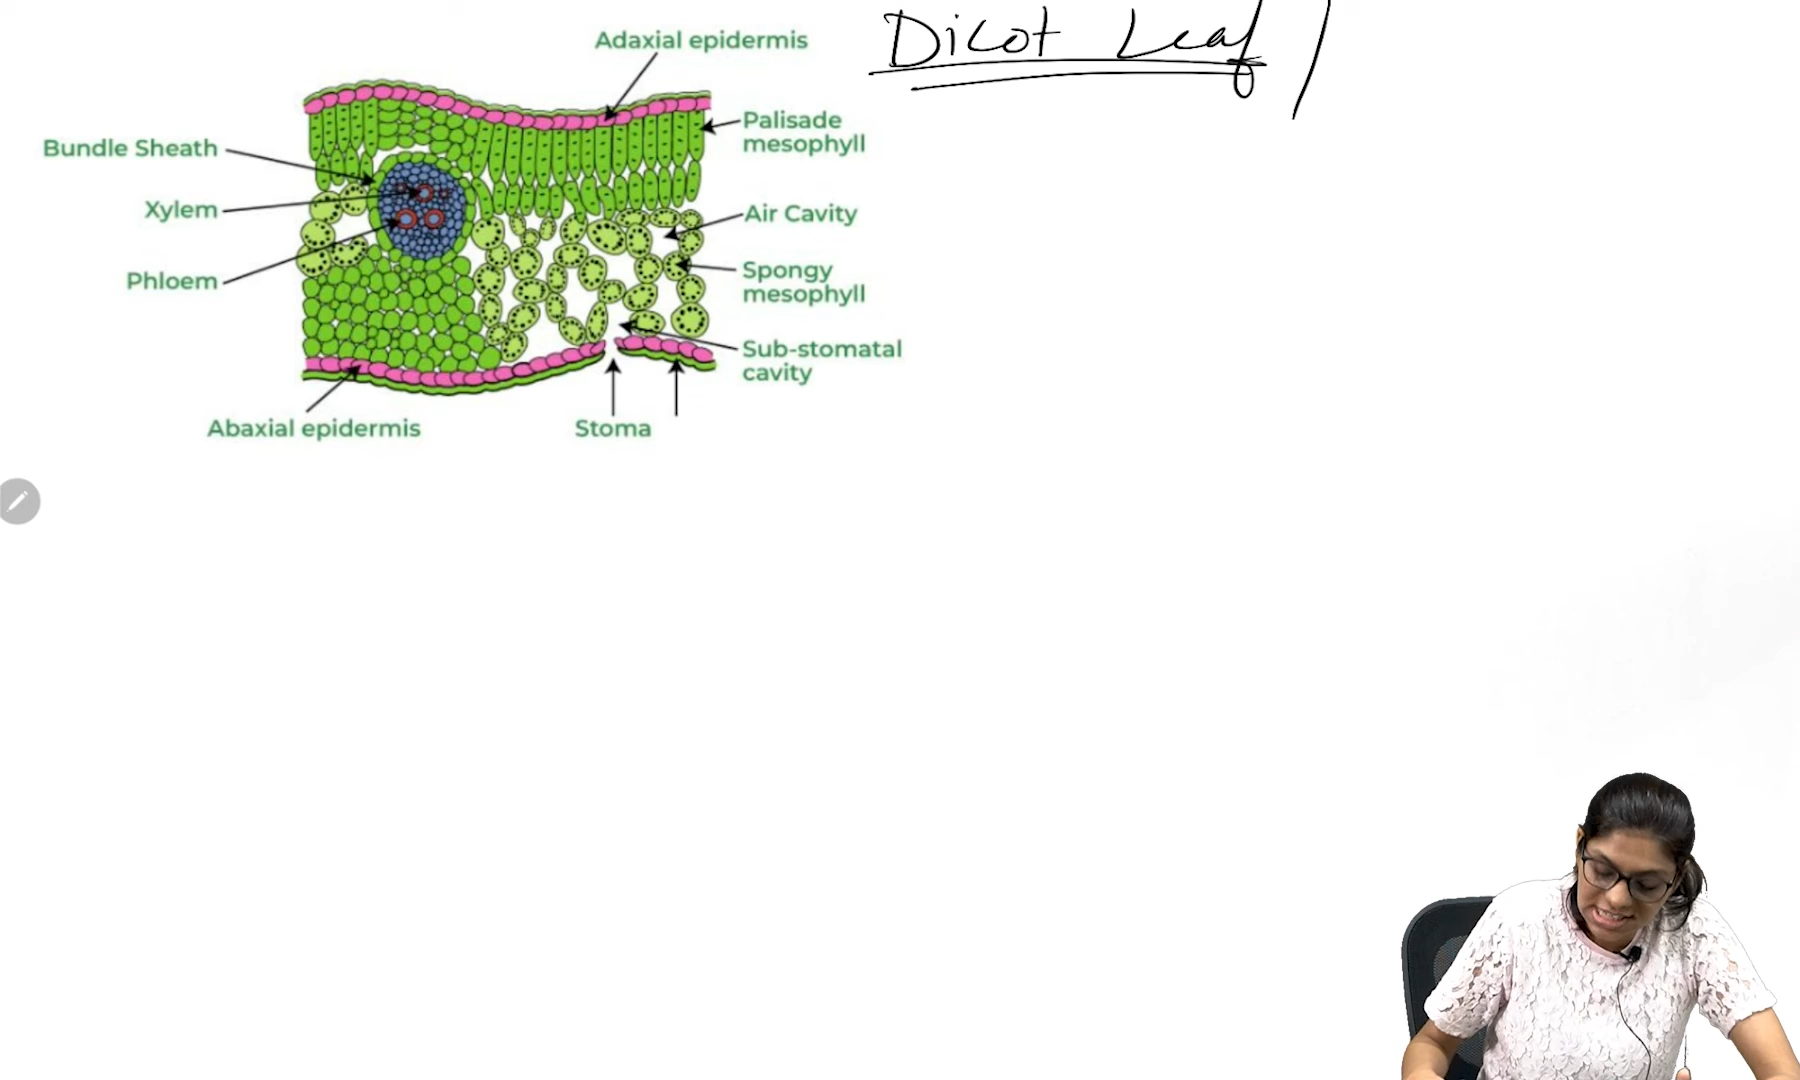 Dicot Leaf
Adaxial epidermis
Palisade
mesophyll
Bundle Sheath
Xylem
Air Cavity
Phloem
Spongy
mesophyll
Sub-stomatal
cavity
Abaxial epidermis
Stoma